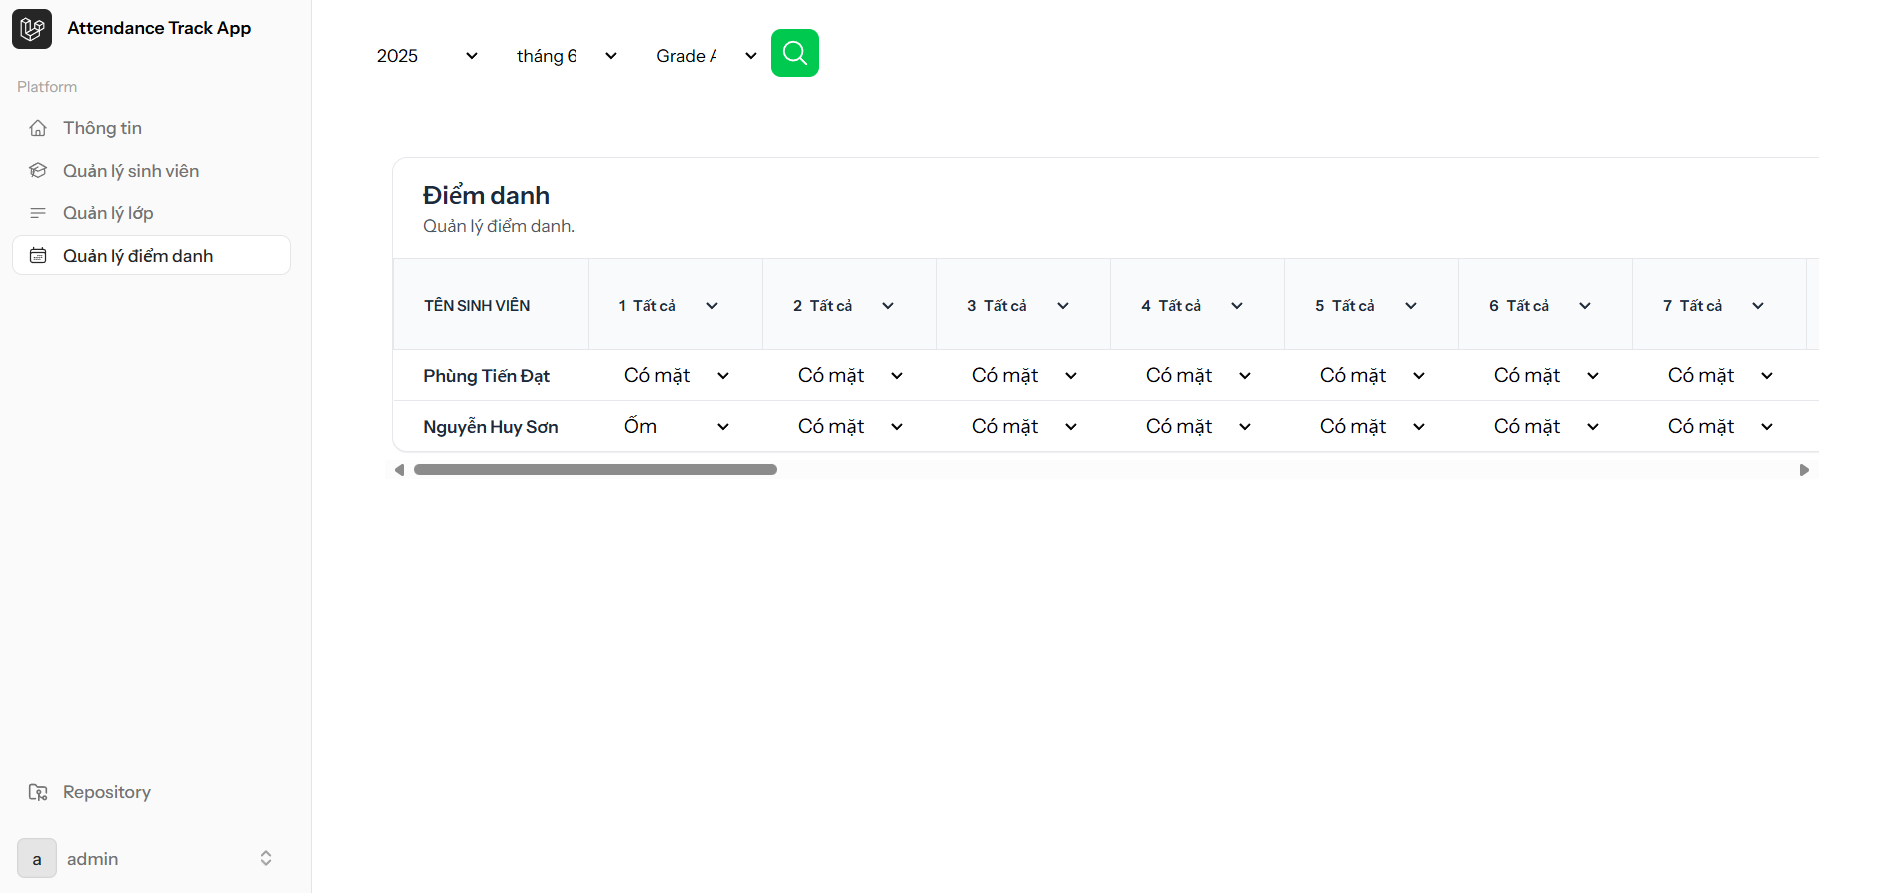 Attendance Track App
Platform
Thông tin
Quản lý sinh viên
Quản lý lớp
Quản lý điểm danh
Repository
a admin
2025 tháng 6 Grade
Điểm danh
Quản lý điểm danh.
TÊN SINH VIÊN 1 Tất cả 2 Tất cả 3 Tất cả 4 Tất cả 5 Tất cả 6 Tất cả 7 Tất cả
Phùng Tiến Đạt Có mặt Có mặt Có mặt Có mặt Có mặt Có mặt Có mặt
Nguyễn Huy Sơn Ốm Có mặt Có mặt Có mặt Có mặt Có mặt Có mặt